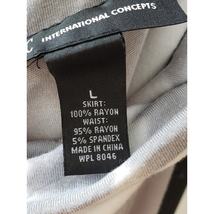 INTERNATIONAL CONCEPTS
L
SKIRT:
100% RAYON
WAIST:
95% RAYON
5% SPANDEX
MADE IN CHINA
WPL 8046